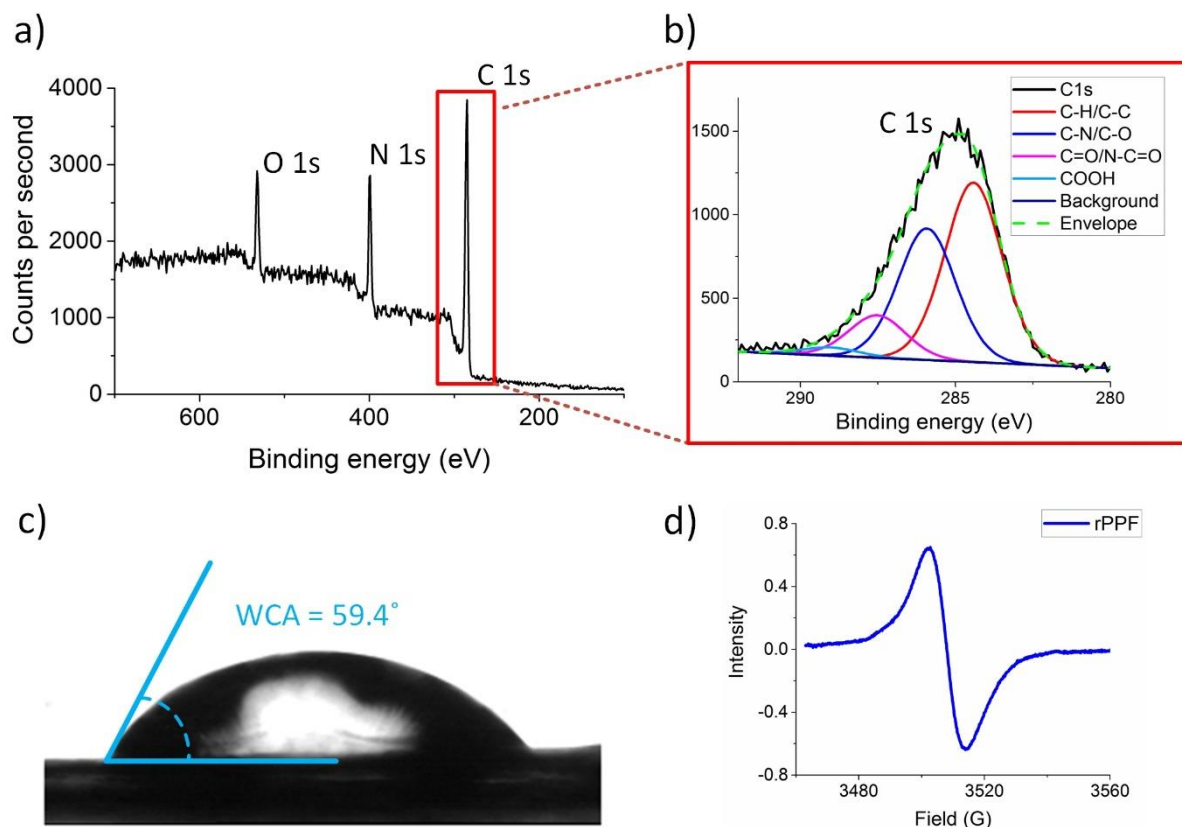 a)
C 1s
O 1s
N 1s
4000
3000
2000
1000
0
Counts per second
600
400
200
Binding energy (eV)
b)
C 1s
C1s
C-H/C-C
C-N/C-O
C=O/N-C=O
COOH
Background
Envelope
1500
1000
500
0
290
285
280
Binding energy (eV)
c)
WCA = 59.4˚
d)
rPPF
0.8
0.4
0.0
-0.4
-0.8
Intensity
3480
3520
3560
Field (G)